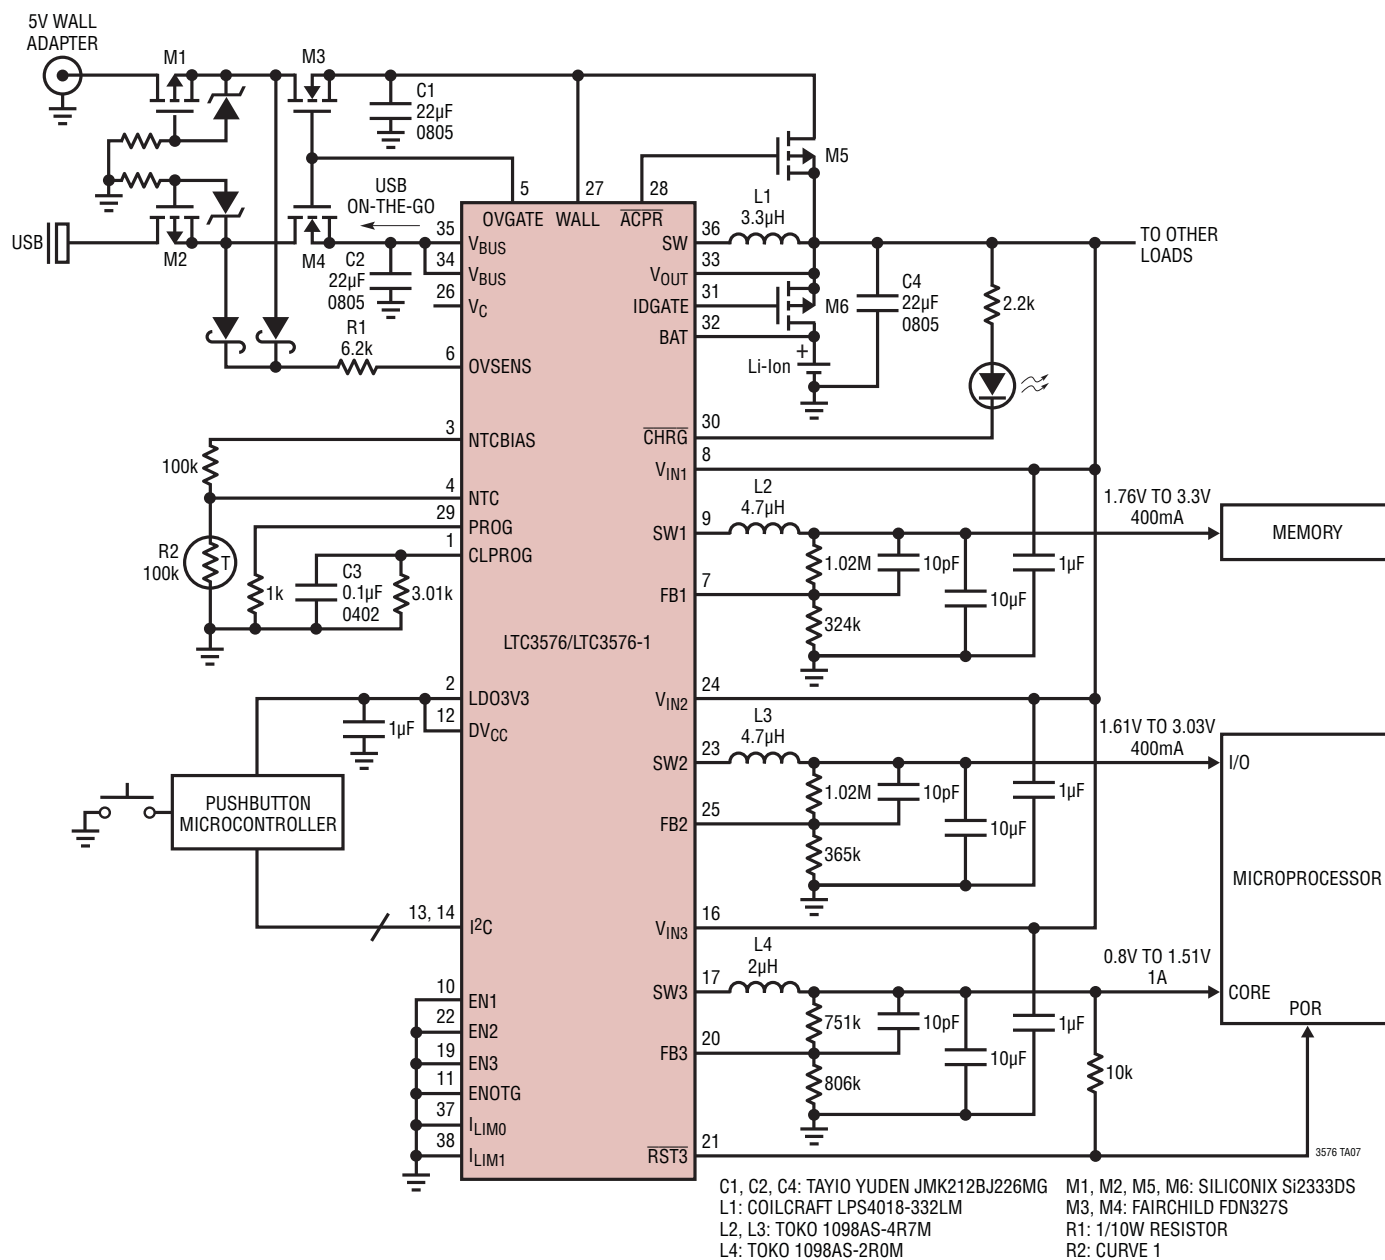 5V WALL
ADAPTER
M1
M3
C1
22µF
0805
M5
USB
ON-THE-GO
5
27
28
OVGATE
WALL
ACPR
L1
3.3µH
USB
M2
M4
C2
22µF
0805
35
VBUS
34
VBUS
26
VC
R1
6.2k
6
OVSENS
36
SW
33
VOUT
31
IDGATE
32
BAT
M6
C4
22µF
0805
2.2k
TO OTHER
LOADS
Li-Ion
+
30
CHRG
3
NTCBIAS
100k
4
NTC
29
PROG
1
CLPROG
R2
100k
T
1k
C3
0.1µF
0402
3.01k
8
VIN1
L2
4.7µH
9
SW1
1.02M
10pF
10µF
1µF
7
FB1
324k
1.76V TO 3.3V
400mA
MEMORY
LTC3576/LTC3576-1
2
LDO3V3
12
DVCC
1µF
PUSHBUTTON
MICROCONTROLLER
13, 14
I2C
24
VIN2
L3
4.7µH
23
SW2
1.02M
10pF
10µF
1µF
25
FB2
365k
1.61V TO 3.03V
400mA
I/O
MICROPROCESSOR
16
VIN3
L4
2µH
17
SW3
751k
10pF
10µF
1µF
20
FB3
806k
0.8V TO 1.51V
1A
CORE
POR
10k
10
EN1
22
EN2
19
EN3
11
ENOTG
37
ILIM0
38
ILIM1
21
RST3
3576 TA07
C1, C2, C4: TAYIO YUDEN JMK212BJ226MG
L1: COILCRAFT LPS4018-332LM
L2, L3: TOKO 1098AS-4R7M
L4: TOKO 1098AS-2R0M
M1, M2, M5, M6: SILICONIX Si2333DS
M3, M4: FAIRCHILD FDN327S
R1: 1/10W RESISTOR
R2: CURVE 1